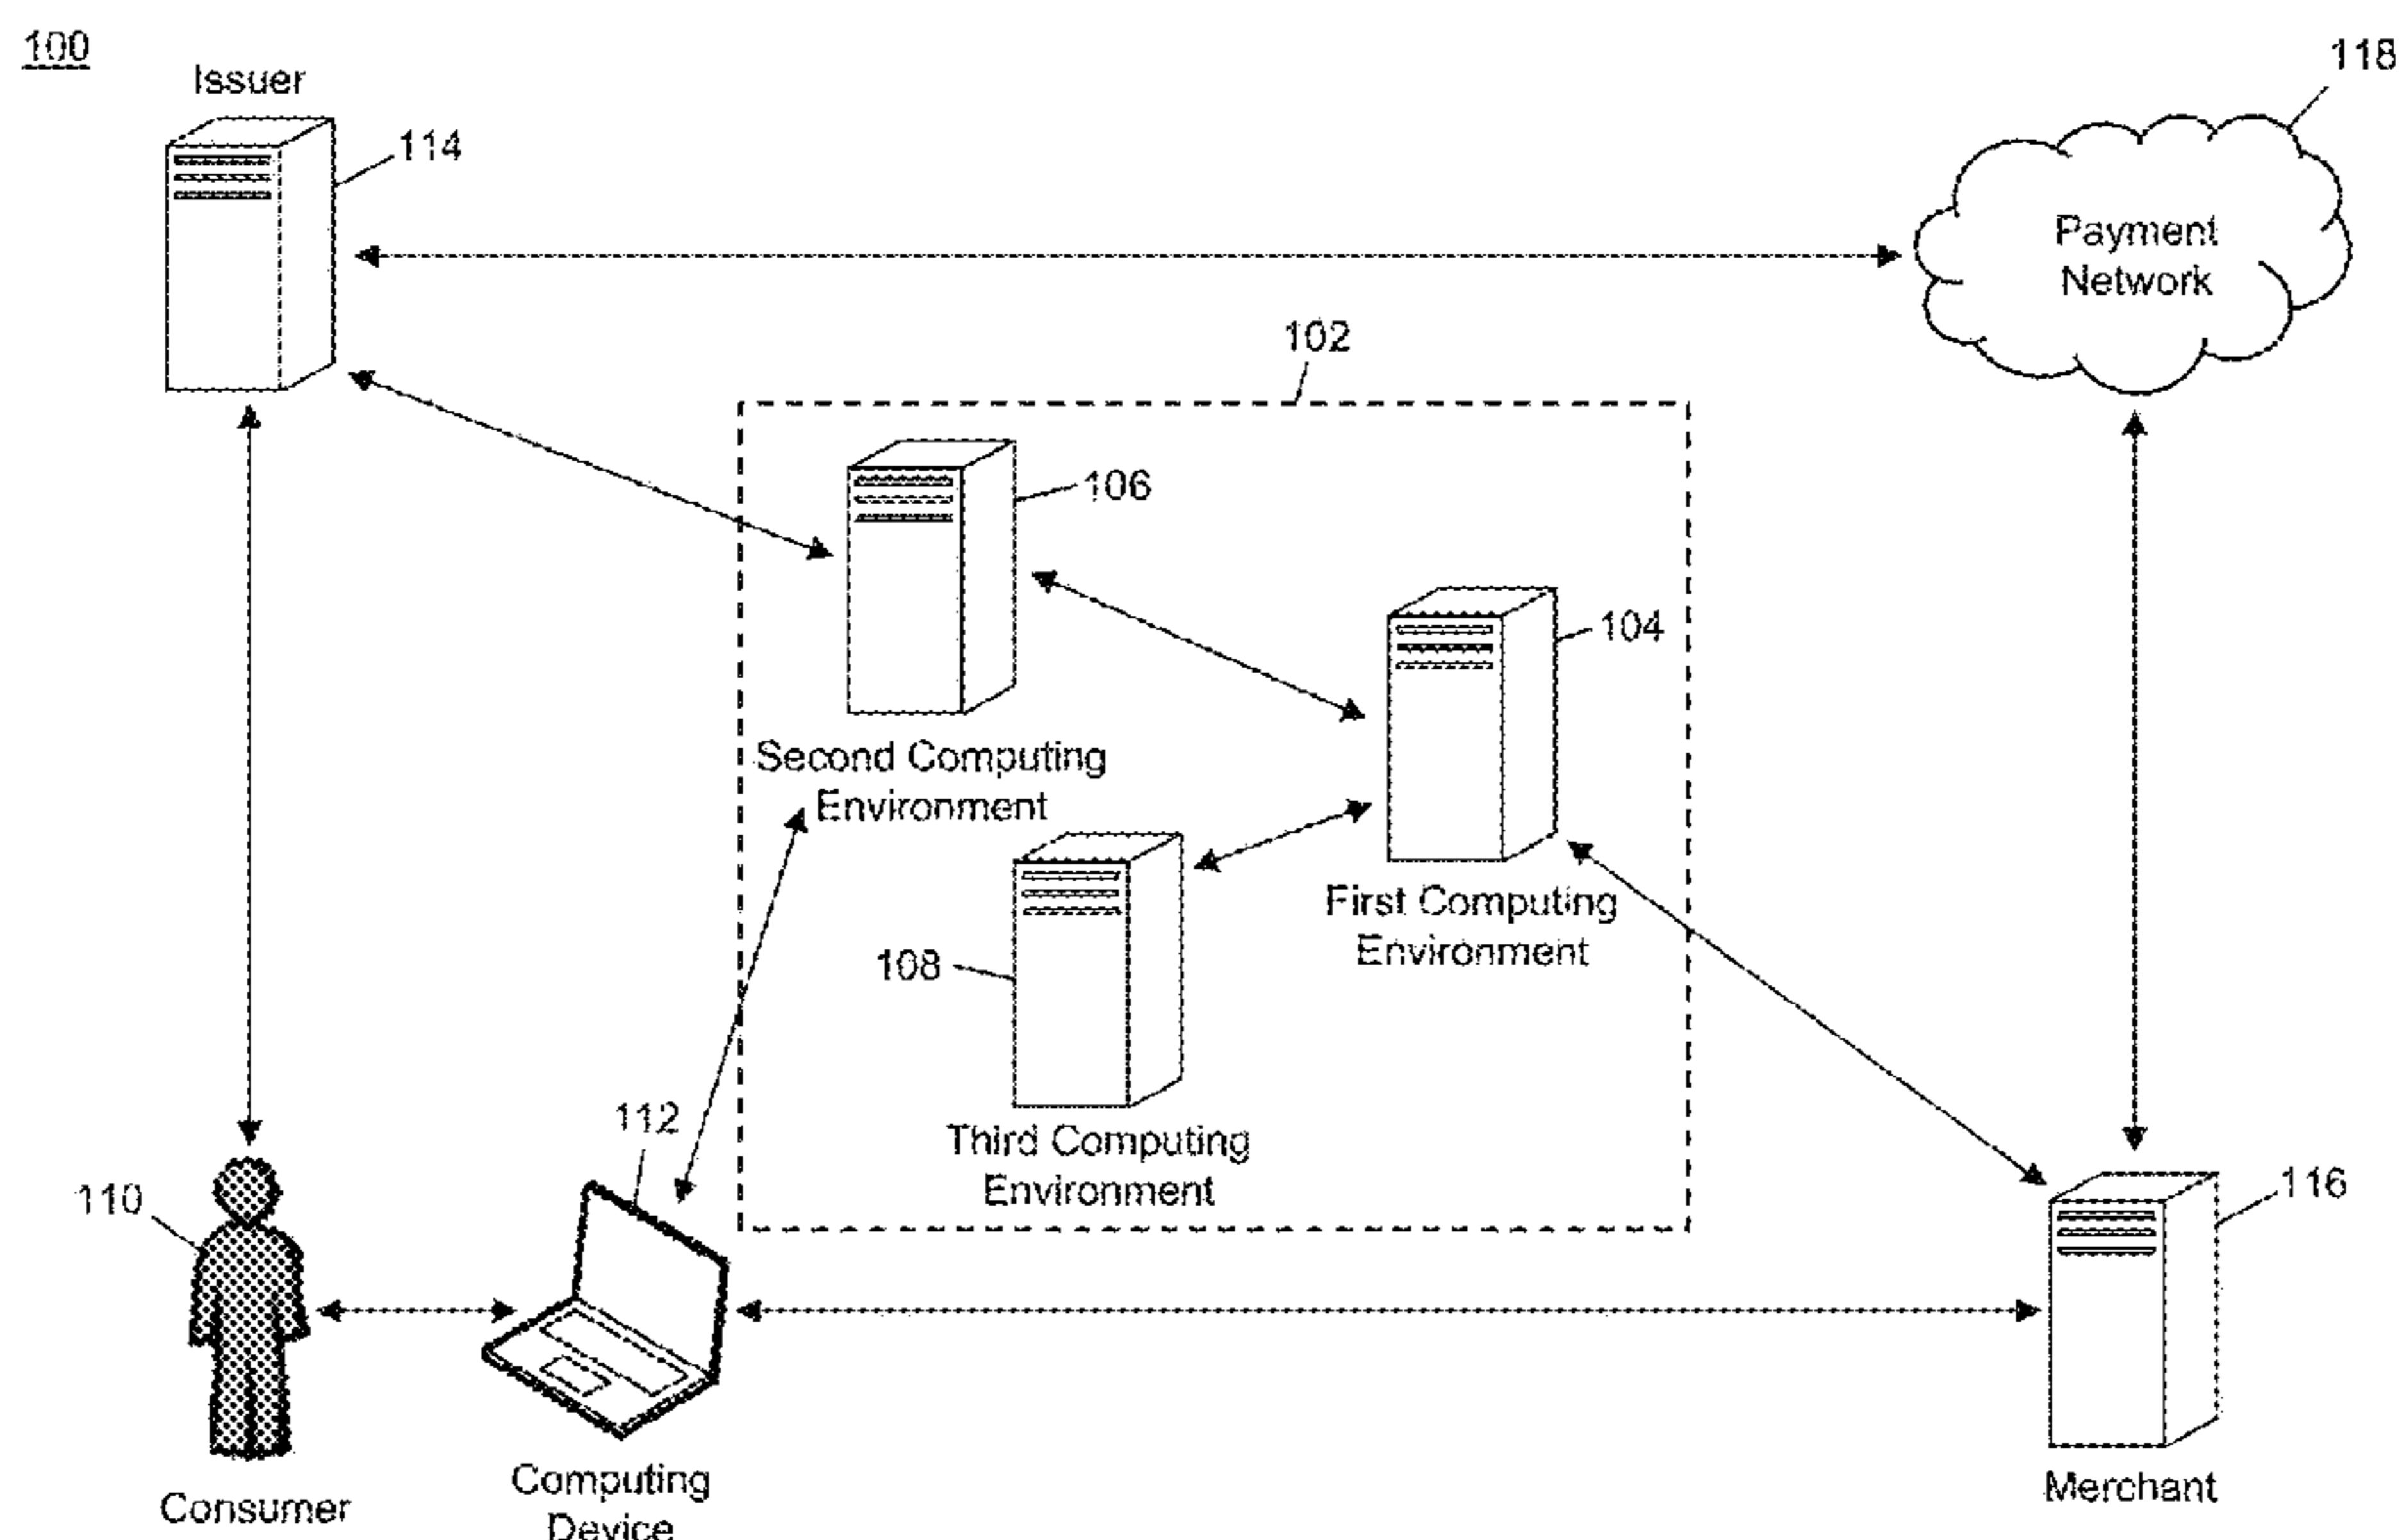 100
Issuer
114
118
Payment
Network
102
106
104
Second Computing
Environment
First Computing
Environment
108
112
Third Computing
Environment
110
116
Consumer
Computing
Device
Merchant